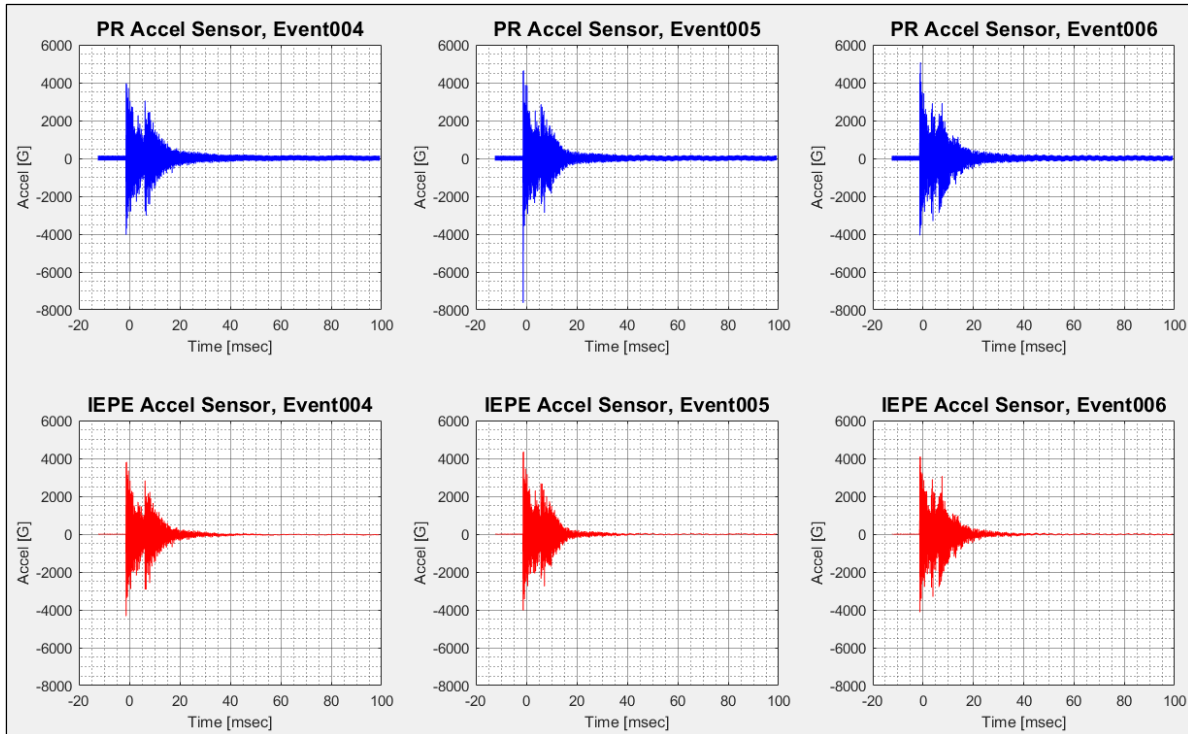 PR Accel Sensor, Event004
6000
4000
2000
0
-2000
-4000
-6000
-8000
Accel [G]
-20 0 20 40 60 80 100
Time [msec]
PR Accel Sensor, Event005
6000
4000
2000
0
-2000
-4000
-6000
-8000
Accel [G]
-20 0 20 40 60 80 100
Time [msec]
PR Accel Sensor, Event006
6000
4000
2000
0
-2000
-4000
-6000
-8000
Accel [G]
-20 0 20 40 60 80 100
Time [msec]
IEPE Accel Sensor, Event004
6000
4000
2000
0
-2000
-4000
-6000
-8000
Accel [G]
-20 0 20 40 60 80 100
Time [msec]
IEPE Accel Sensor, Event005
6000
4000
2000
0
-2000
-4000
-6000
-8000
Accel [G]
-20 0 20 40 60 80 100
Time [msec]
IEPE Accel Sensor, Event006
6000
4000
2000
0
-2000
-4000
-6000
-8000
Accel [G]
-20 0 20 40 60 80 100
Time [msec]